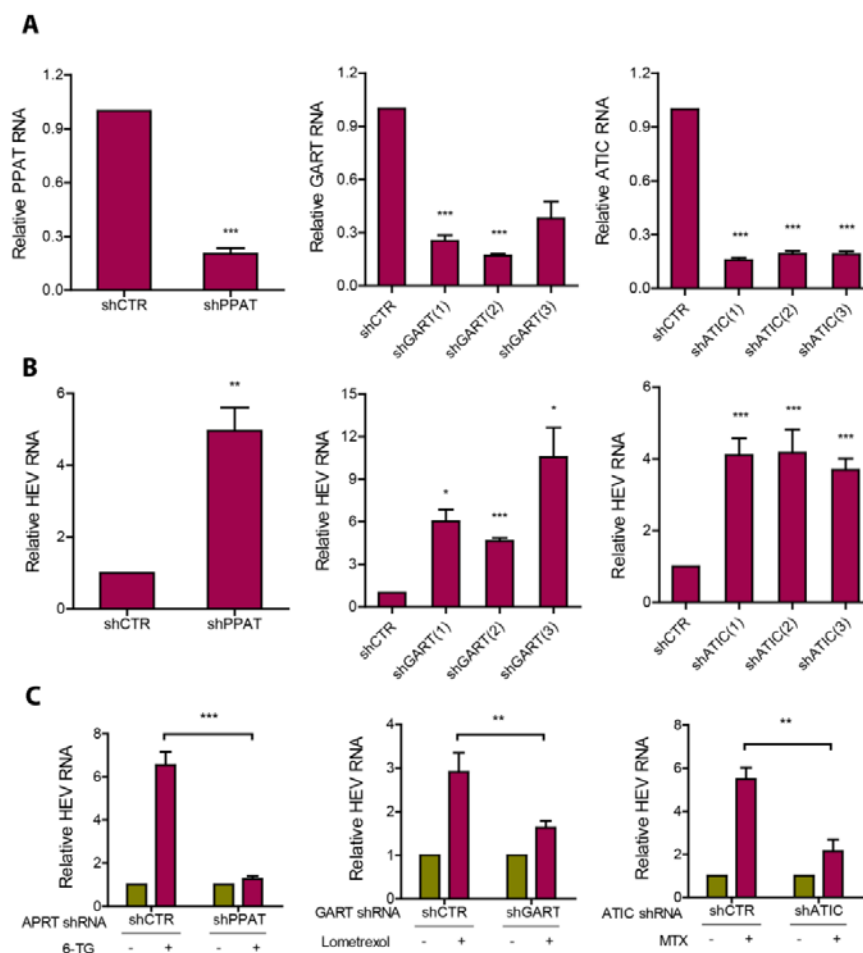 A
Relative PPAT RNA
1.2
0.9
0.6
0.3
0.0
***
shCTR
shPPAT
Relative GART RNA
1.2
0.9
0.6
0.3
0.0
***
***
shCTR
shGART(1)
shGART(2)
shGART(3)
Relative ATIC RNA
1.2
0.9
0.6
0.3
0.0
***
***
***
shCTR
shATIC(1)
shATIC(2)
shATIC(3)
B
Relative HEV RNA
6
4
2
0
**
shCTR
shPPAT
Relative HEV RNA
15
12
9
6
3
0
*
***
*
shCTR
shGART(1)
shGART(2)
shGART(3)
Relative HEV RNA
6
4
2
0
***
***
***
shCTR
shATIC(1)
shATIC(2)
shATIC(3)
C
Relative HEV RNA
8
6
4
2
0
***
APRT shRNA shCTR shPPAT
6-TG - + - +
Relative HEV RNA
4
3
2
1
0
**
GART shRNA shCTR shGART
Lometrexol - + - +
Relative HEV RNA
8
6
4
2
0
**
ATIC shRNA shCTR shATIC
MTX - + - +